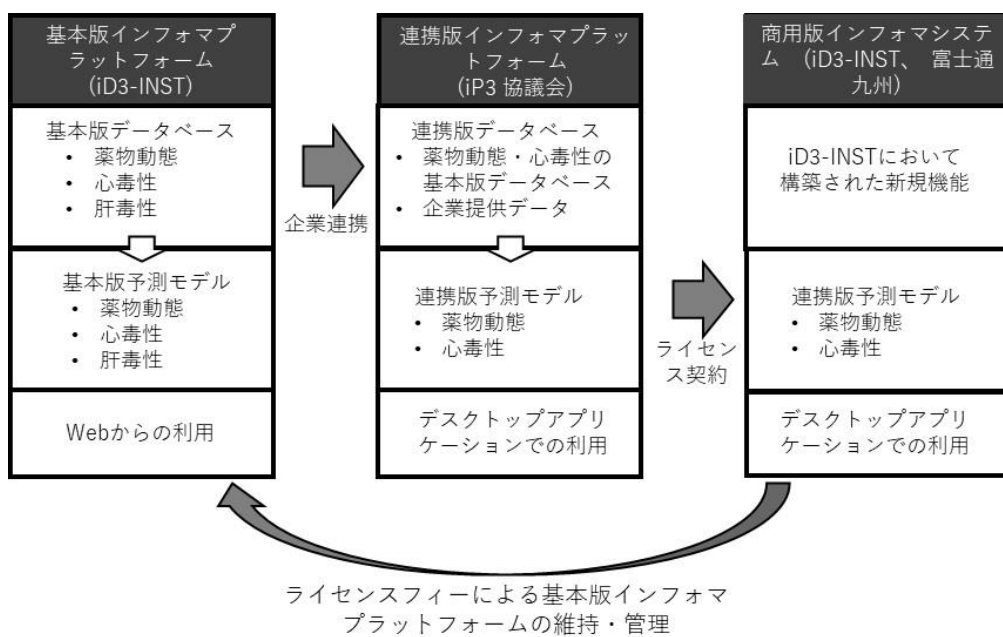 基本版インフォマプ
ラットフォーム
（iD3-INST）
基本版データベース
• 薬物動態
• 心毒性
• 肝毒性
基本版予測モデル
• 薬物動態
• 心毒性
• 肝毒性
Webからの利用
企業連携
連携版インフォマプラッ
トフォーム
（iP3 協議会）
連携版データベース
• 薬物動態・心毒性の
基本版データベース
• 企業提供データ
連携版予測モデル
• 薬物動態
• 心毒性
デスクトップアプリ
ケーションでの利用
ライセン
ス契約
商用版インフォマシステ
ム （iD3-INST、 富士通
九州）
iD3-INSTにおいて
構築された新規機能
連携版予測モデル
• 薬物動態
• 心毒性
デスクトップアプリ
ケーションでの利用
ライセンスフィーによる基本版インフォマ
プラットフォームの維持・管理